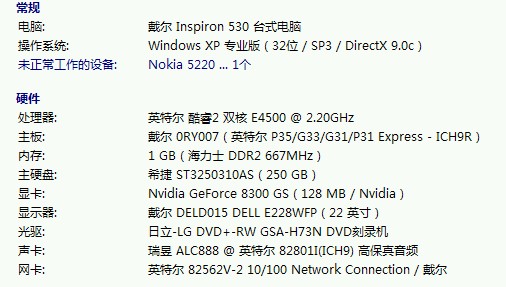 常规
电脑: 戴尔 Inspiron 530 台式电脑
操作系统: Windows XP 专业版 ( 32位 / SP3 / DirectX 9.0c )
未正常工作的设备: Nokia 5220 ... 1个
硬件
处理器: 英特尔 酷睿2 双核 E4500 @ 2.20GHz
主板: 戴尔 0RY007 ( 英特尔 P35/G33/G31/P31 Express - ICH9R )
内存: 1 GB ( 海力士 DDR2 667MHz )
主硬盘: 希捷 ST3250310AS ( 250 GB )
显卡: Nvidia GeForce 8300 GS ( 128 MB / Nvidia )
显示器: 戴尔 DELD015 DELL E228WFP ( 22 英寸 )
光驱: 日立-LG DVD+-RW GSA-H73N DVD刻录机
声卡: 瑞昱 ALC888 @ 英特尔 82801I(ICH9) 高保真音频
网卡: 英特尔 82562V-2 10/100 Network Connection / 戴尔